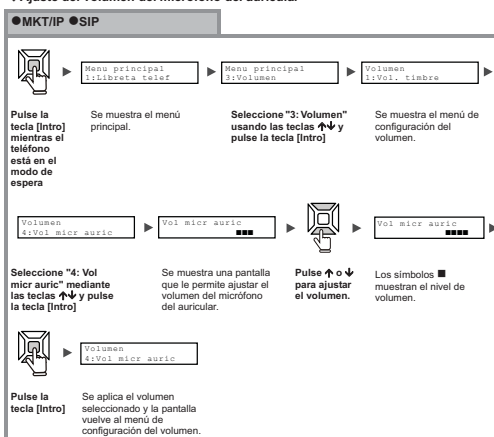 Ajuste del volumen del micrófono del auricular
●MKT/IP ●SIP
Menu principal
1:Libreta telef
Menu principal
3:Volumen
Volumen
1:Vol. timbre
Pulse la
tecla [Intro]
mientras el
teléfono
está en el
modo de
espera
Se muestra el menú
principal.
Seleccione "3: Volumen"
usando las teclas ↑↓ y
pulse la tecla [Intro]
Se muestra el menú de
configuración del
volumen.
Volumen
4:Vol micr auric
Vol micr auric
■■■
Vol micr auric
■■■■
Seleccione "4: Vol
micr auric" mediante
las teclas ↑↓ y pulse
la tecla [Intro]
Se muestra una pantalla
que le permite ajustar el
volumen del micrófono
del auricular.
Pulse ↑ o ↓
para ajustar
el volumen.
Los símbolos ■
muestran el nivel de
volumen.
Volumen
4:Vol micr auric
Pulse la
tecla [Intro]
Se aplica el volumen
seleccionado y la pantalla
vuelve al menú de
configuración del volumen.